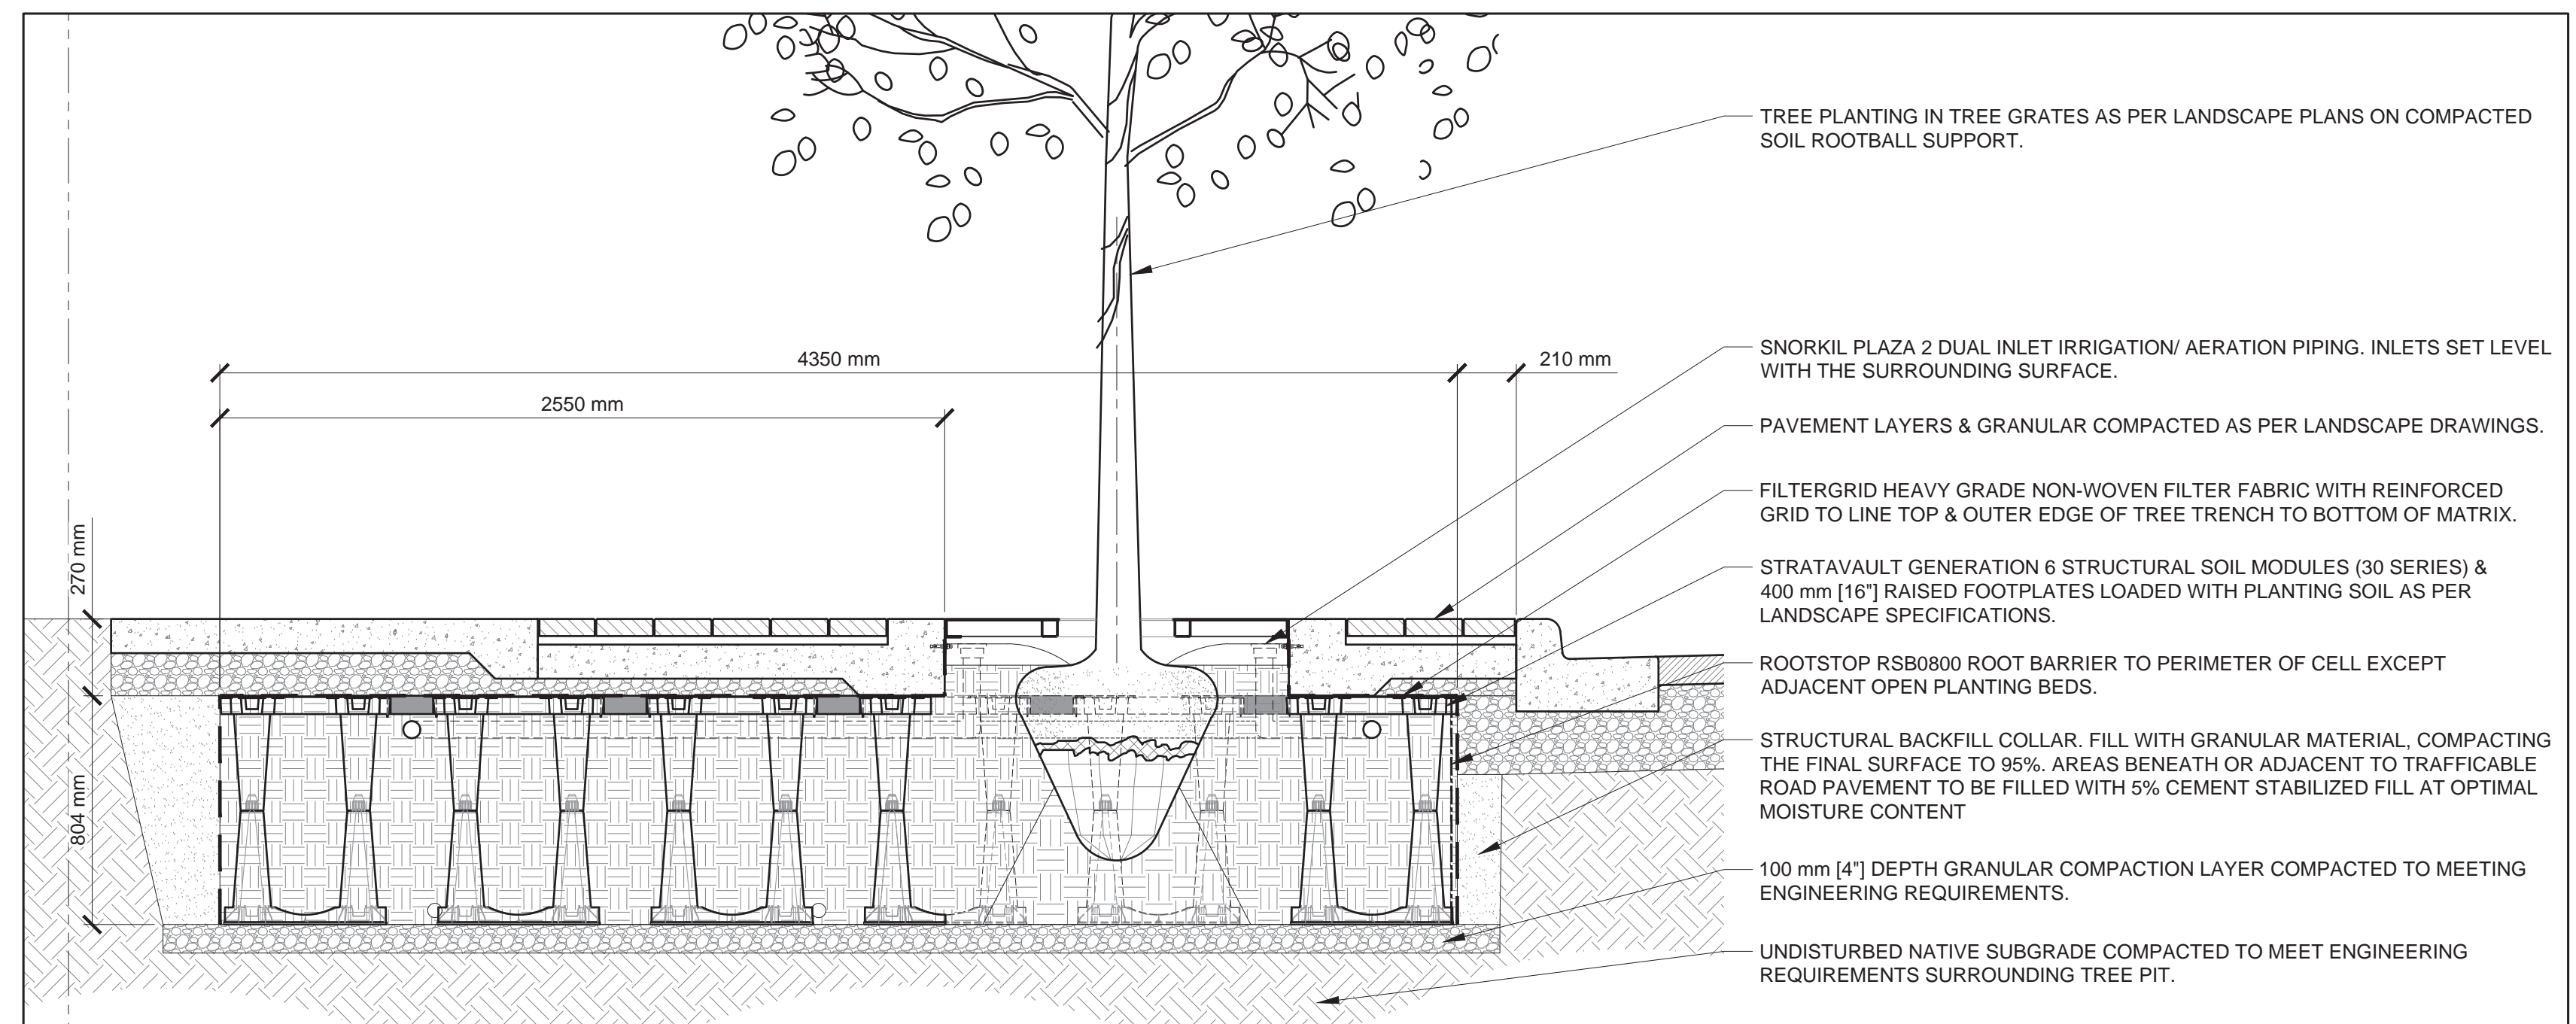 TREE PLANTING IN TREE GRATES AS PER LANDSCAPE PLANS ON COMPACTED
SOIL ROOTBALL SUPPORT.
SNORKIL PLAZA 2 DUAL INLET IRRIGATION/ AERATION PIPING. INLETS SET LEVEL
WITH THE SURROUNDING SURFACE.
4350 mm
210 mm
2550 mm
PAVEMENT LAYERS & GRANULAR COMPACTED AS PER LANDSCAPE DRAWINGS.
FILTERGRID HEAVY GRADE NON-WOVEN FILTER FABRIC WITH REINFORCED
GRID TO LINE TOP & OUTER EDGE OF TREE TRENCH TO BOTTOM OF MATRIX.
270 mm
STRATAVAULT GENERATION 6 STRUCTURAL SOIL MODULES (30 SERIES) &
400 mm [16"] RAISED FOOTPLATES LOADED WITH PLANTING SOIL AS PER
LANDSCAPE SPECIFICATIONS.
ROOTSTOP RSB0800 ROOT BARRIER TO PERIMETER OF CELL EXCEPT
ADJACENT OPEN PLANTING BEDS.
STRUCTURAL BACKFILL COLLAR. FILL WITH GRANULAR MATERIAL, COMPACTING
THE FINAL SURFACE TO 95%. AREAS BENEATH OR ADJACENT TO TRAFFICABLE
ROAD PAVEMENT TO BE FILLED WITH 5% CEMENT STABILIZED FILL AT OPTIMAL
MOISTURE CONTENT
804 mm
100 mm [4"] DEPTH GRANULAR COMPACTION LAYER COMPACTED TO MEETING
ENGINEERING REQUIREMENTS.
UNDISTURBED NATIVE SUBGRADE COMPACTED TO MEET ENGINEERING
REQUIREMENTS SURROUNDING TREE PIT.